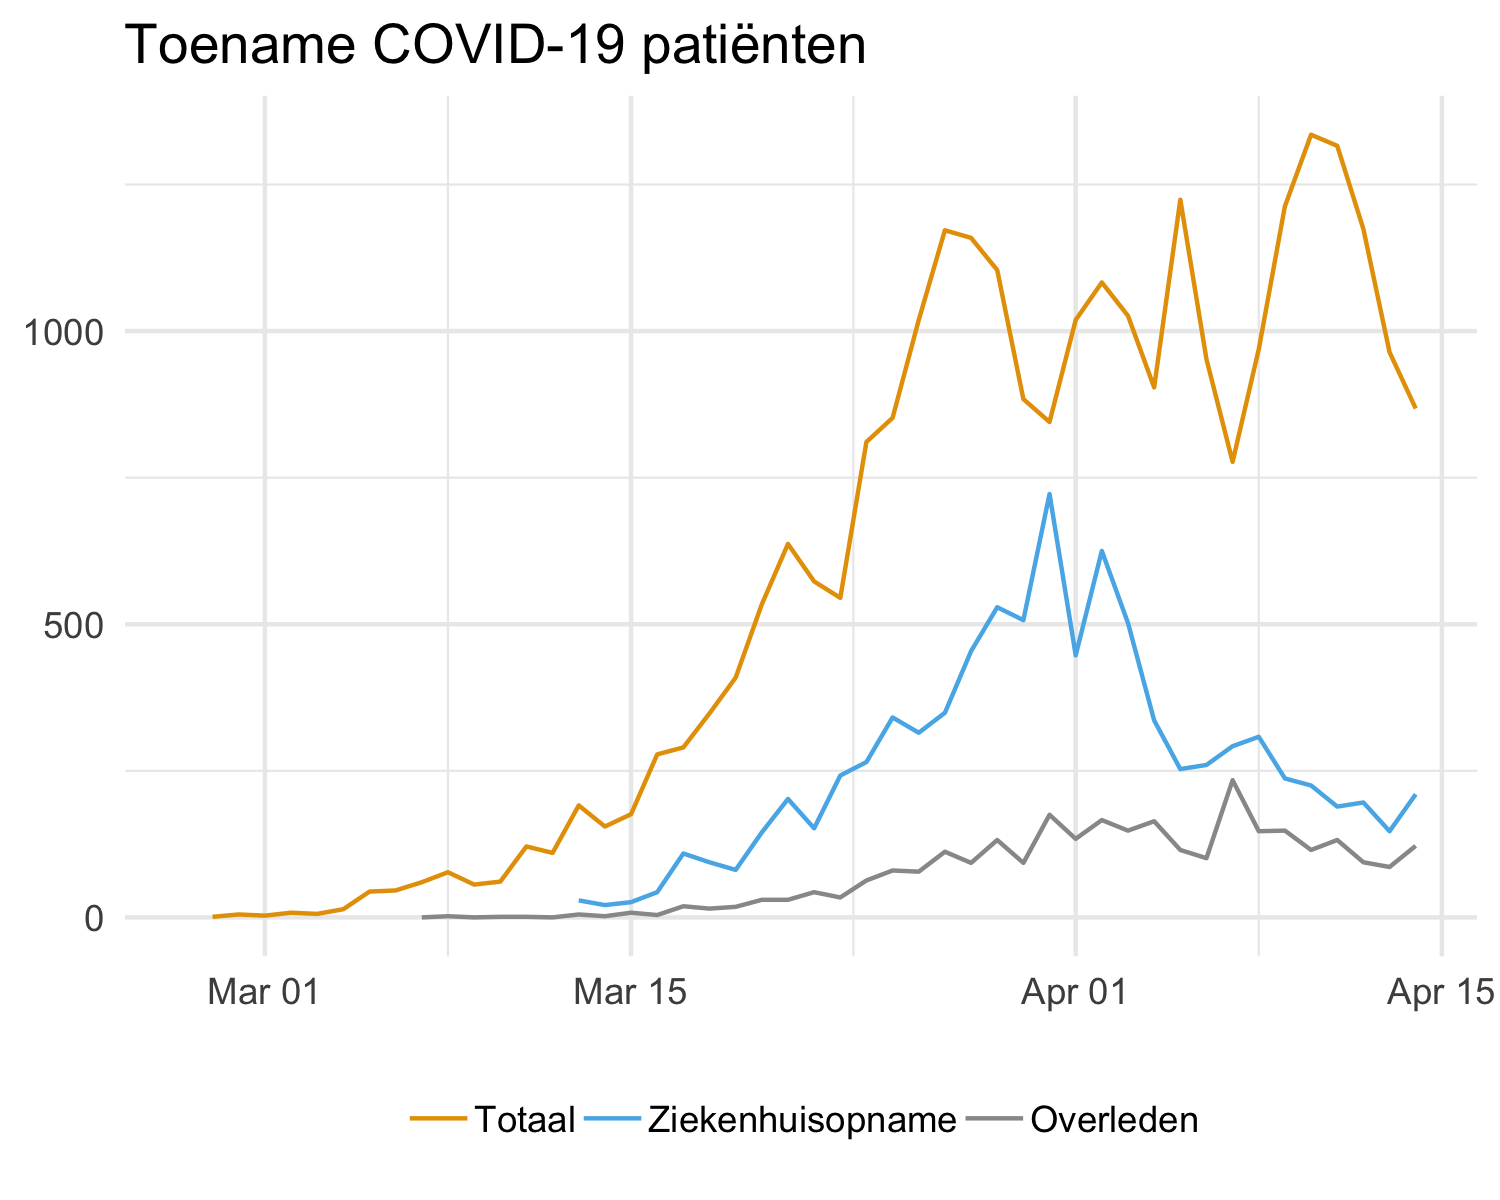 Toename COVID-19 patiënten
1000
500
0
Mar 01 Mar 15 Apr 01 Apr 15
Totaal Ziekenhuisopname Overleden